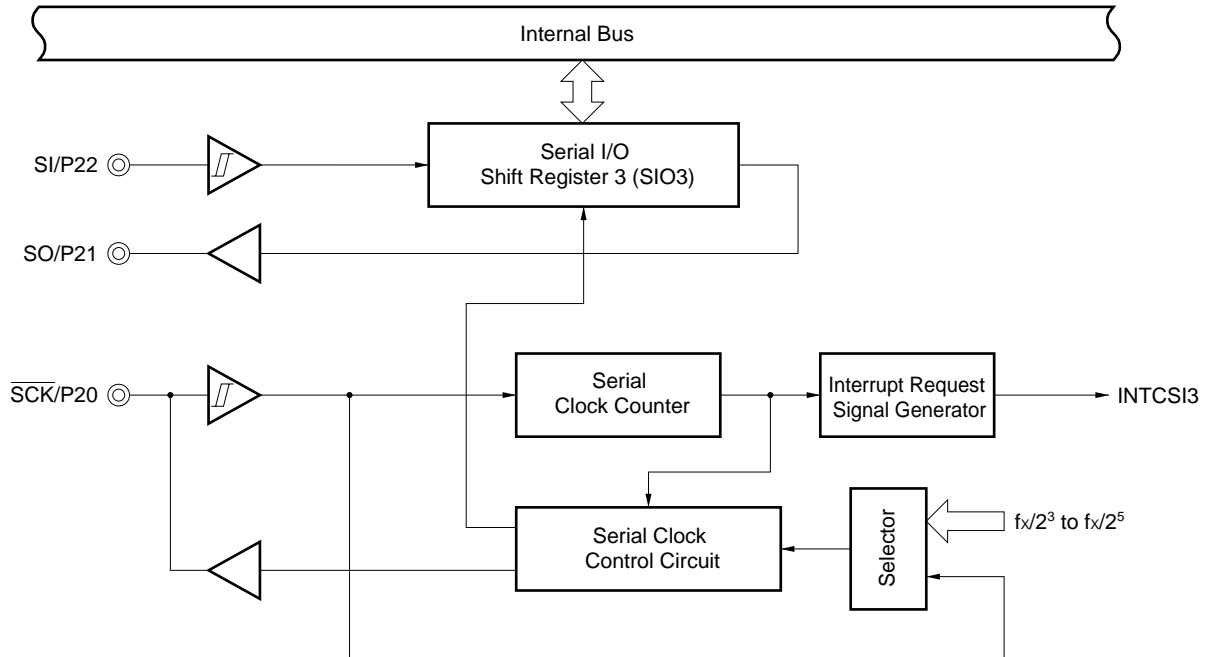 Internal Bus
SI/P22
Serial I/O
Shift Register 3 (SIO3)
SO/P21
SCK/P20
Serial
Clock Counter
Interrupt Request
Signal Generator
INTCSI3
Serial Clock
Control Circuit
Selector
fx/2³ to fx/2⁵